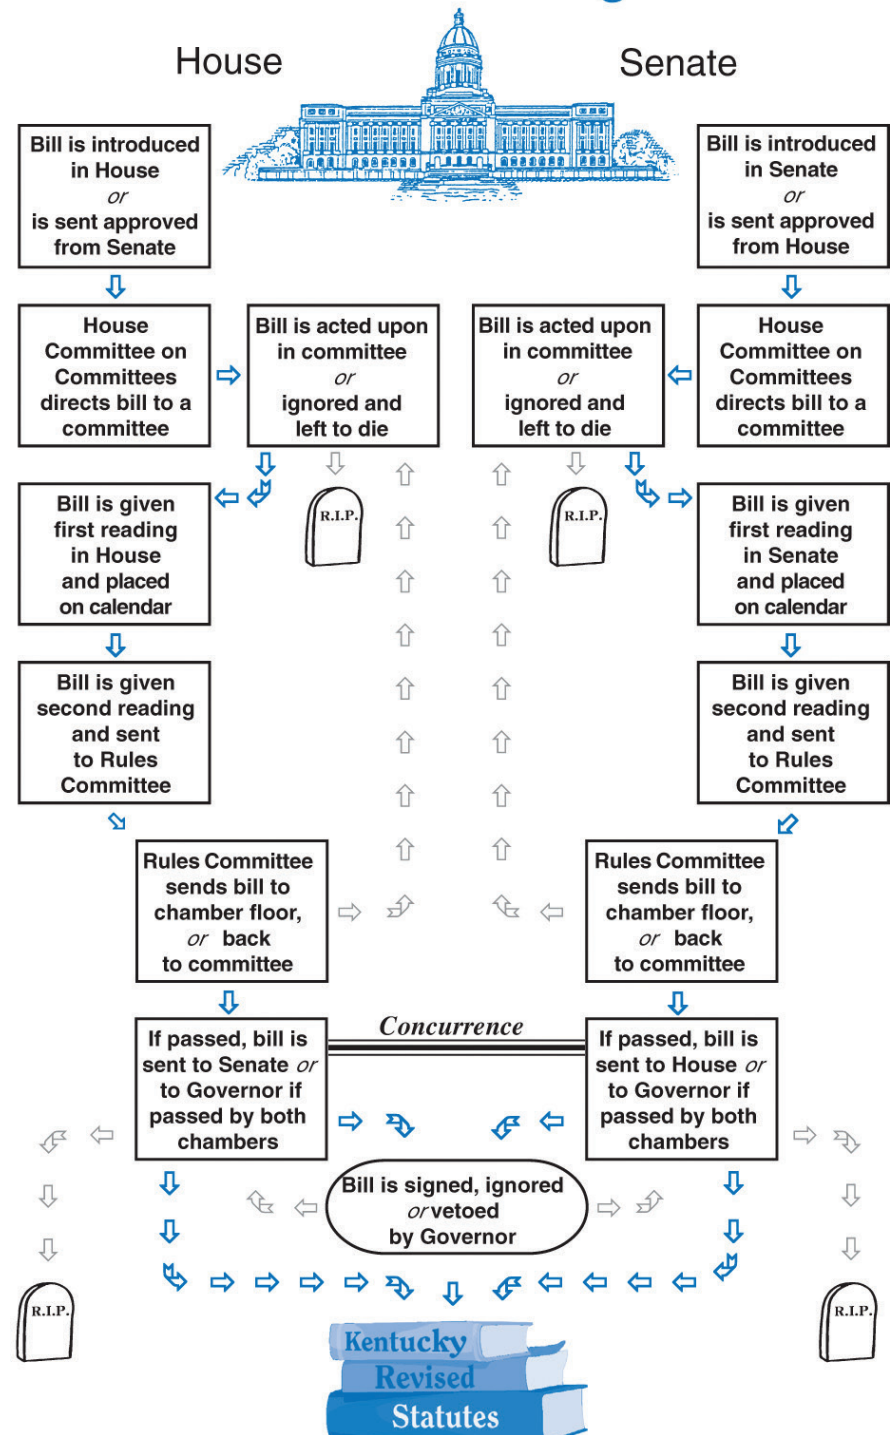 House
Senate
Bill is introduced
in House
or
is sent approved
from Senate
Bill is introduced
in Senate
or
is sent approved
from House
House
Committee on
Committees
directs bill to a
committee
Bill is acted upon
in committee
or
ignored and
left to die
Bill is acted upon
in committee
or
ignored and
left to die
House
Committee on
Committees
directs bill to a
committee
R.I.P.
R.I.P.
Bill is given
first reading
in House
and placed
on calendar
Bill is given
first reading
in Senate
and placed
on calendar
Bill is given
second reading
and sent
to Rules
Committee
Bill is given
second reading
and sent
to Rules
Committee
Rules Committee
sends bill to
chamber floor,
or back
to committee
Rules Committee
sends bill to
chamber floor,
or back
to committee
If passed, bill is
sent to Senate or
to Governor if
passed by both
chambers
Concurrence
If passed, bill is
sent to House or
to Governor if
passed by both
chambers
Bill is signed, ignored
or vetoed
by Governor
R.I.P.
R.I.P.
Kentucky
Revised
Statutes